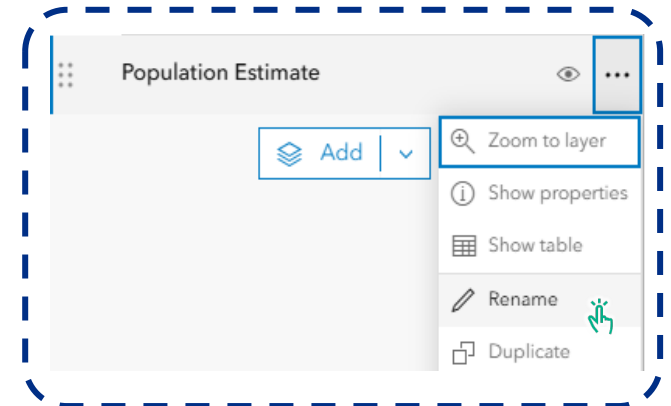 Population Estimate
Add
Zoom to layer
Show properties
Show table
Rename
Duplicate